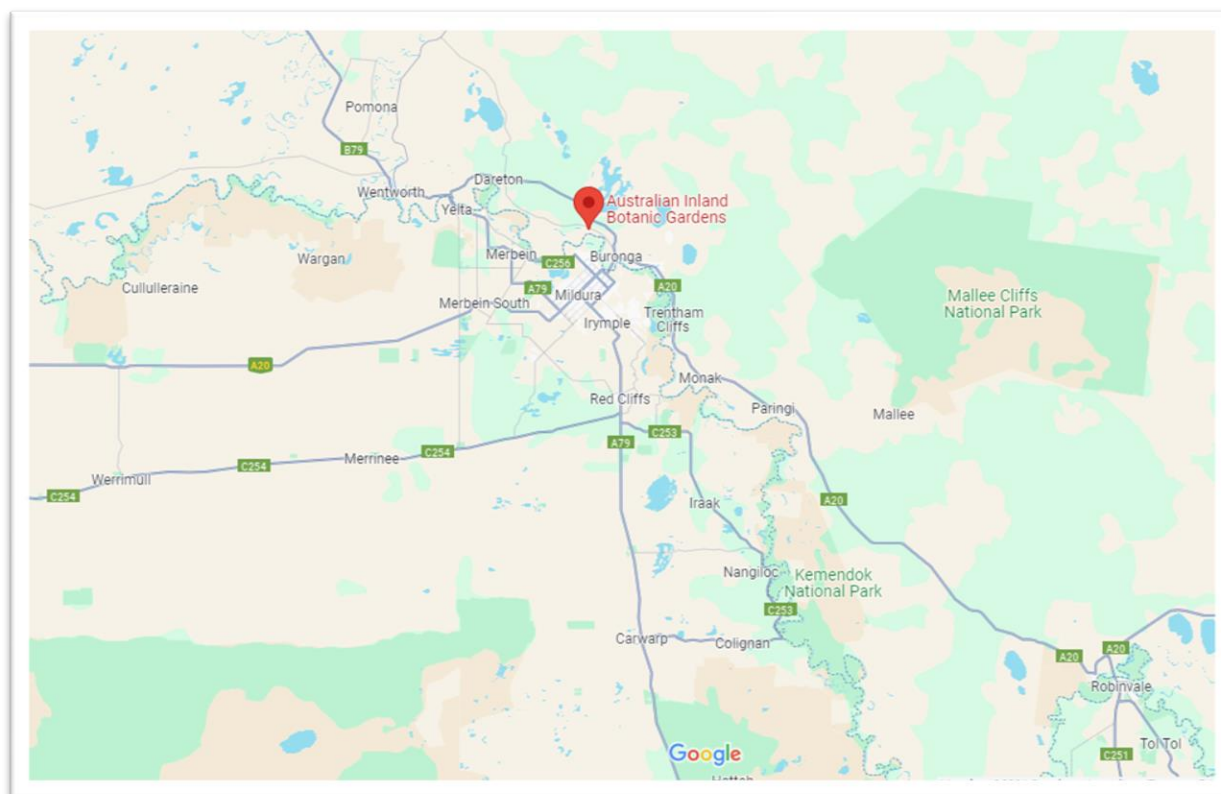 Pomona
B79
Dareton
Wentworth
Yelta
Australian Inland
Botanic Gardens
Merbein
C256
Buronga
Wargan
Cullulleraine
A79
Mildura
A20
Merbein South
Trentham
Cliffs
Mallee Cliffs
National Park
Irymple
A20
Monak
Red Cliffs
Paringi
Mallee
C253
A79
C254
Merrinee
C254
Werrimull
C254
A20
Iraak
Nangiloc
Kemendok
National Park
C253
Carwarp
Colignan
A20
A20
Robinvale
Google
Tol Tol
C251